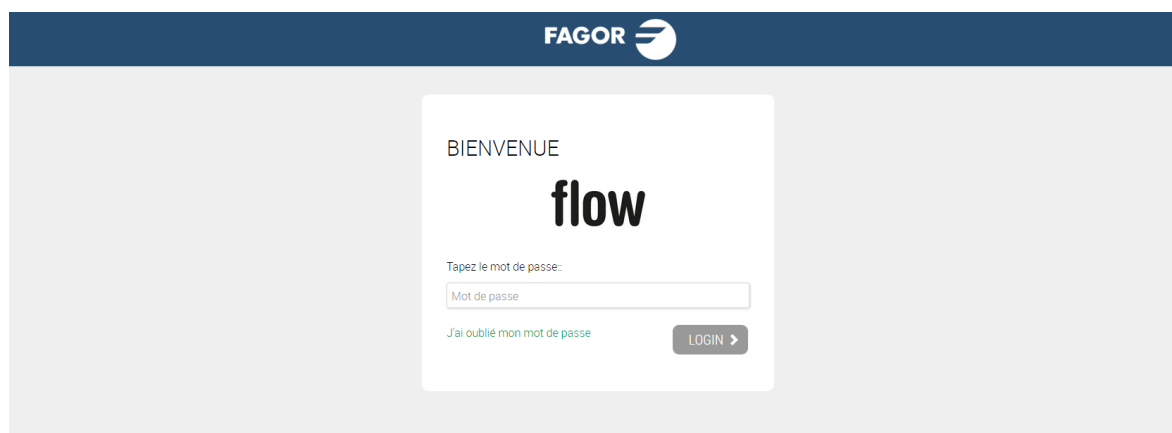 FAGOR
BIENVENUE
flow
Tapez le mot de passe::
Mot de passe
J'ai oublié mon mot de passe
LOGIN